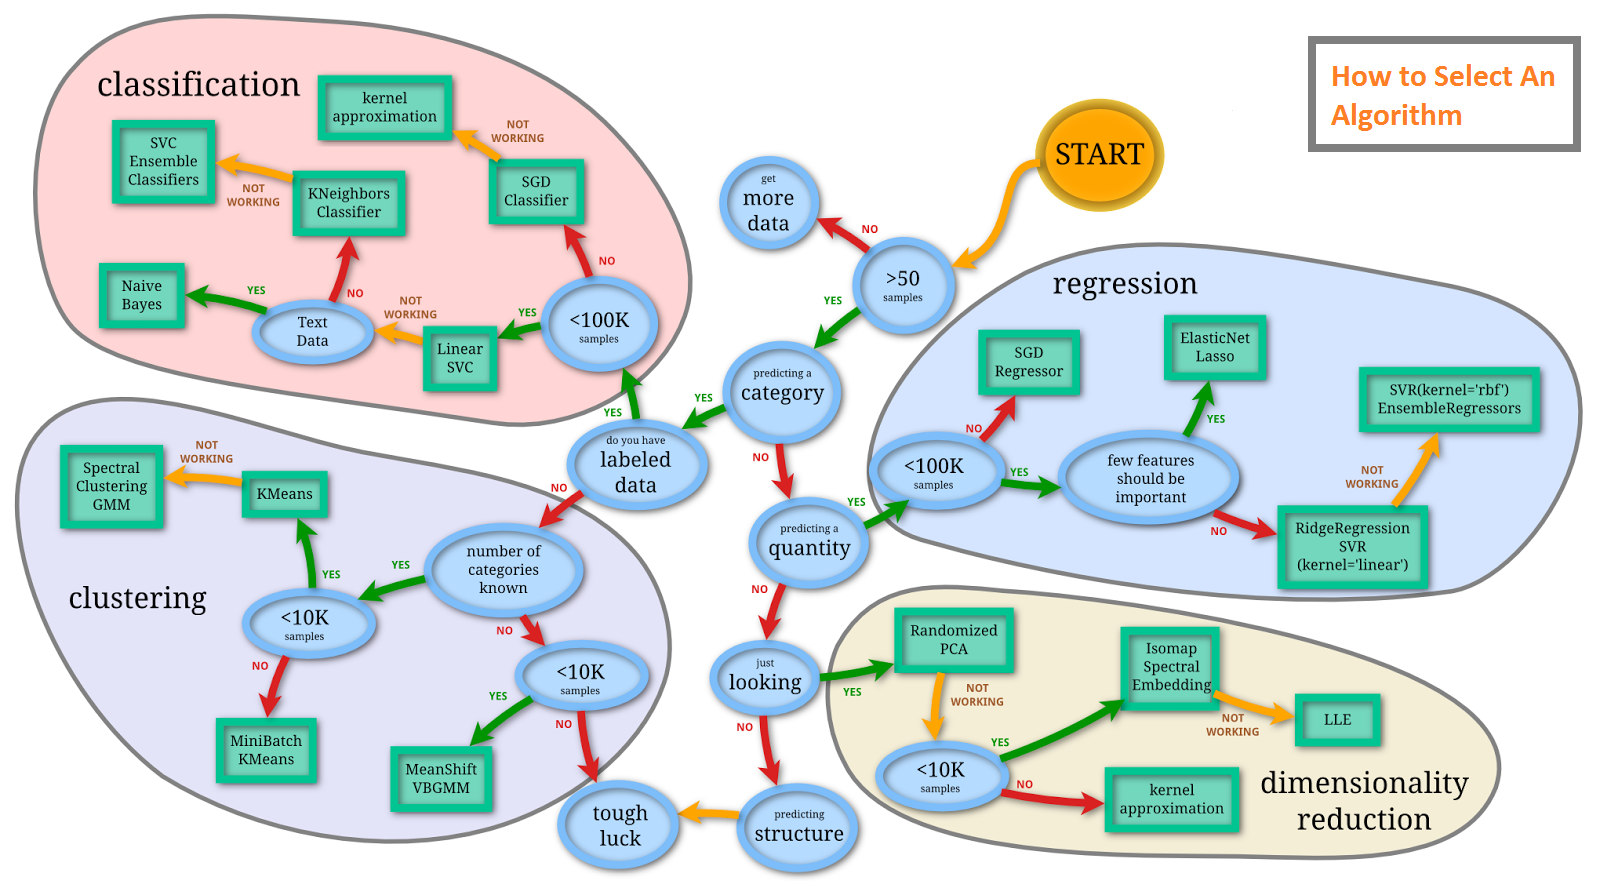 How to Select An
Algorithm
START
>50
samples
NO
get
more
data
YES
predicting a
category
YES
do you have
labeled
data
YES
NO
NO
classification
<100K
samples
NO
SGD
Classifier
NOT
WORKING
kernel
approximation
YES
Linear
SVC
NOT
WORKING
Text
Data
YES
Naive
Bayes
NO
KNeighbors
Classifier
NOT
WORKING
SVC
Ensemble
Classifiers
clustering
number of
categories
known
YES
<10K
samples
YES
KMeans
NOT
WORKING
Spectral
Clustering
GMM
NO
MiniBatch
KMeans
NO
<10K
samples
YES
MeanShift
VBGMM
NO
tough
luck
predicting a
quantity
YES
NO
regression
<100K
samples
NO
SGD
Regressor
YES
few features
should be
important
YES
ElasticNet
Lasso
NO
RidgeRegression
SVR
(kernel='linear')
NOT
WORKING
SVR(kernel='rbf')
EnsembleRegressors
just
looking
YES
NO
predicting
structure
dimensionality
reduction
Randomized
PCA
NOT
WORKING
<10K
samples
YES
Isomap
Spectral
Embedding
NOT
WORKING
LLE
NO
kernel
approximation